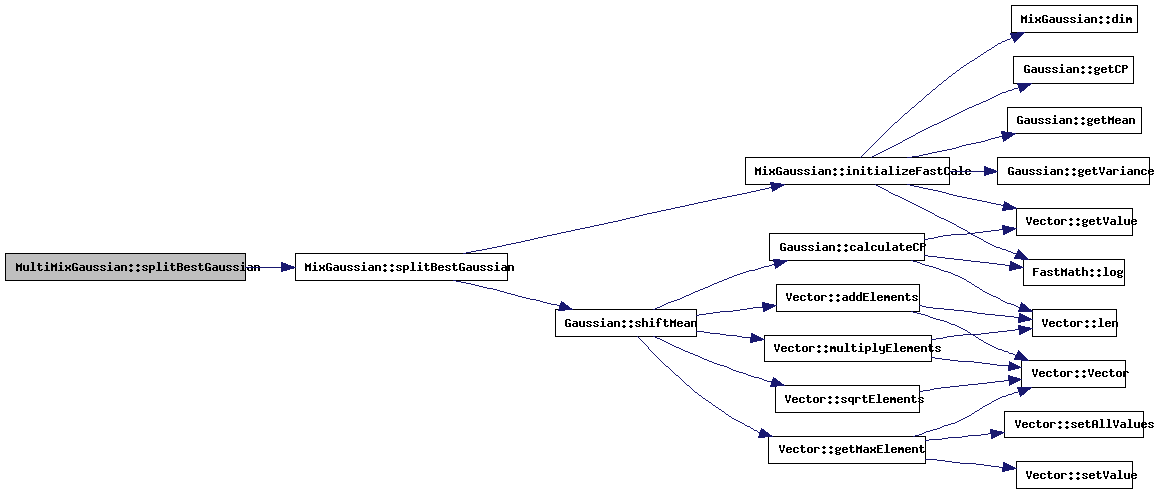 MultiMixGaussian::splitBestGaussian
MixGaussian::splitBestGaussian
MixGaussian::initializeFastCalc
MixGaussian::dim
Gaussian::getCP
Gaussian::getMean
Gaussian::getVariance
Vector::getValue
FastMath::log
Gaussian::shiftMean
Gaussian::calculateCP
Vector::addElements
Vector::multiplyElements
Vector::sqrtElements
Vector::getMaxElement
Vector::len
Vector::Vector
Vector::setAllValues
Vector::setValue